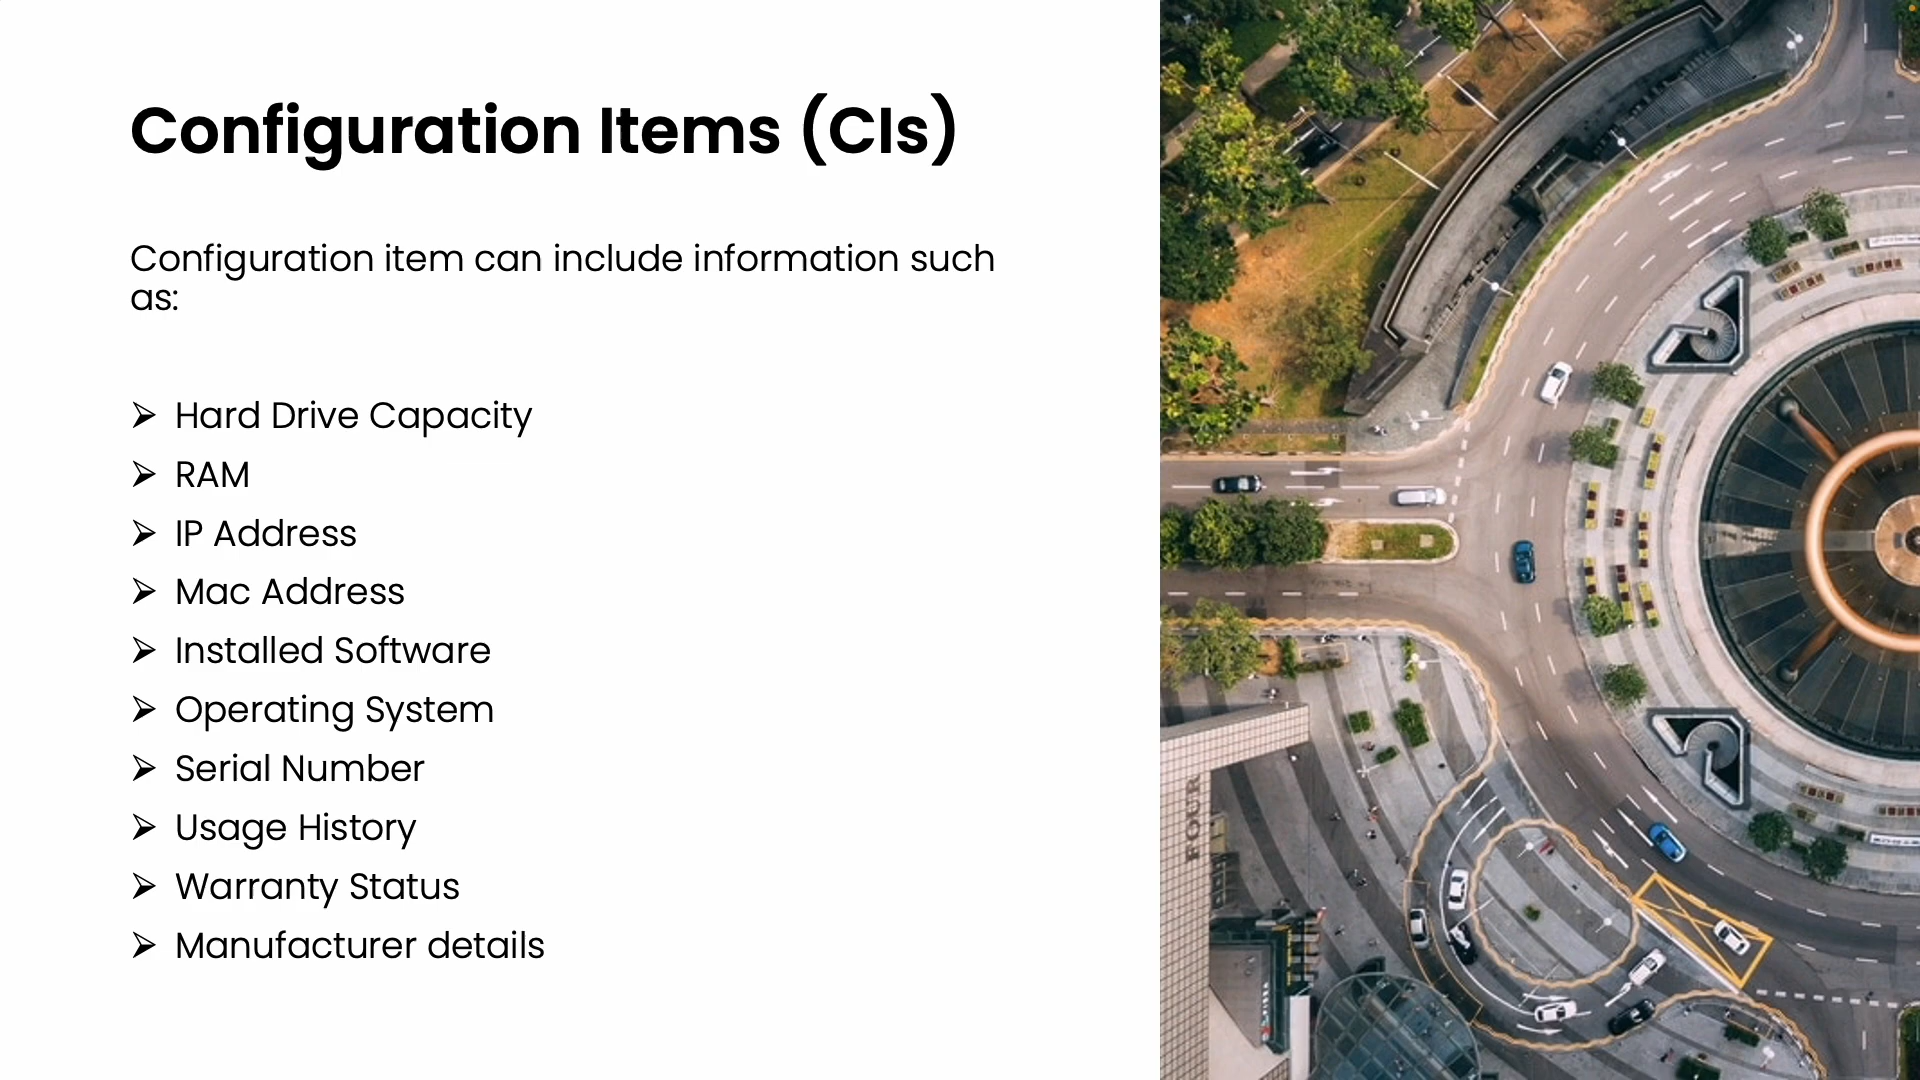 Configuration Items (CIs)
Configuration item can include information such
as:
Hard Drive Capacity
RAM
IP Address
Mac Address
Installed Software
Operating System
Serial Number
Usage History
Warranty Status
Manufacturer details
FOUR